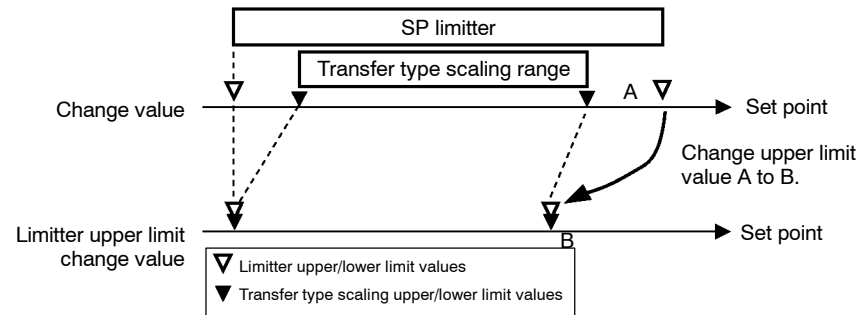 SP limitter
Transfer type scaling range
A
Change value
Set point
Change upper limit
value A to B.
Limitter upper limit
change value
B
Set point
Limitter upper/lower limit values
Transfer type scaling upper/lower limit values